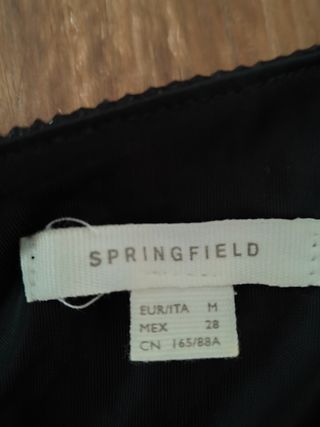 SPRINGFIELD
EUR/ITA M
MEX 28
CN 165/88A